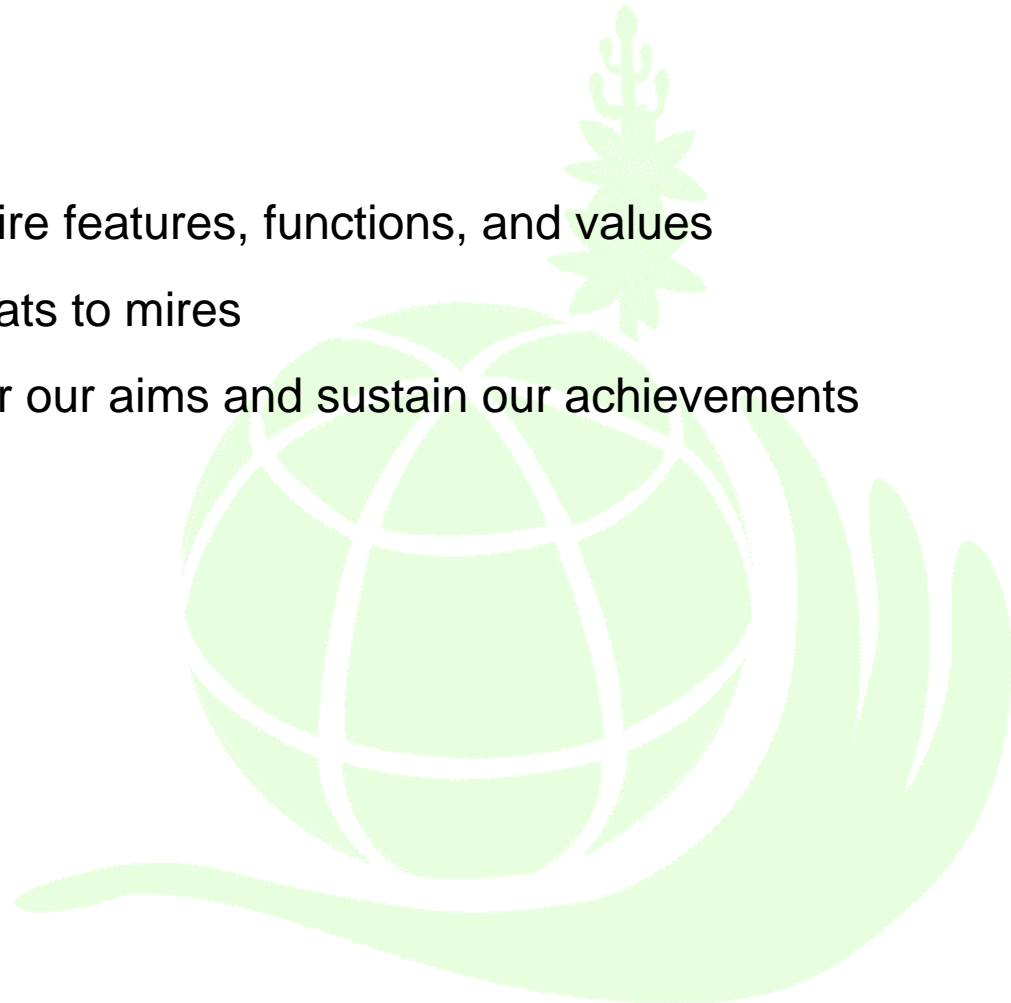 ire features, functions, and values
ats to mires
r our aims and sustain our achievements